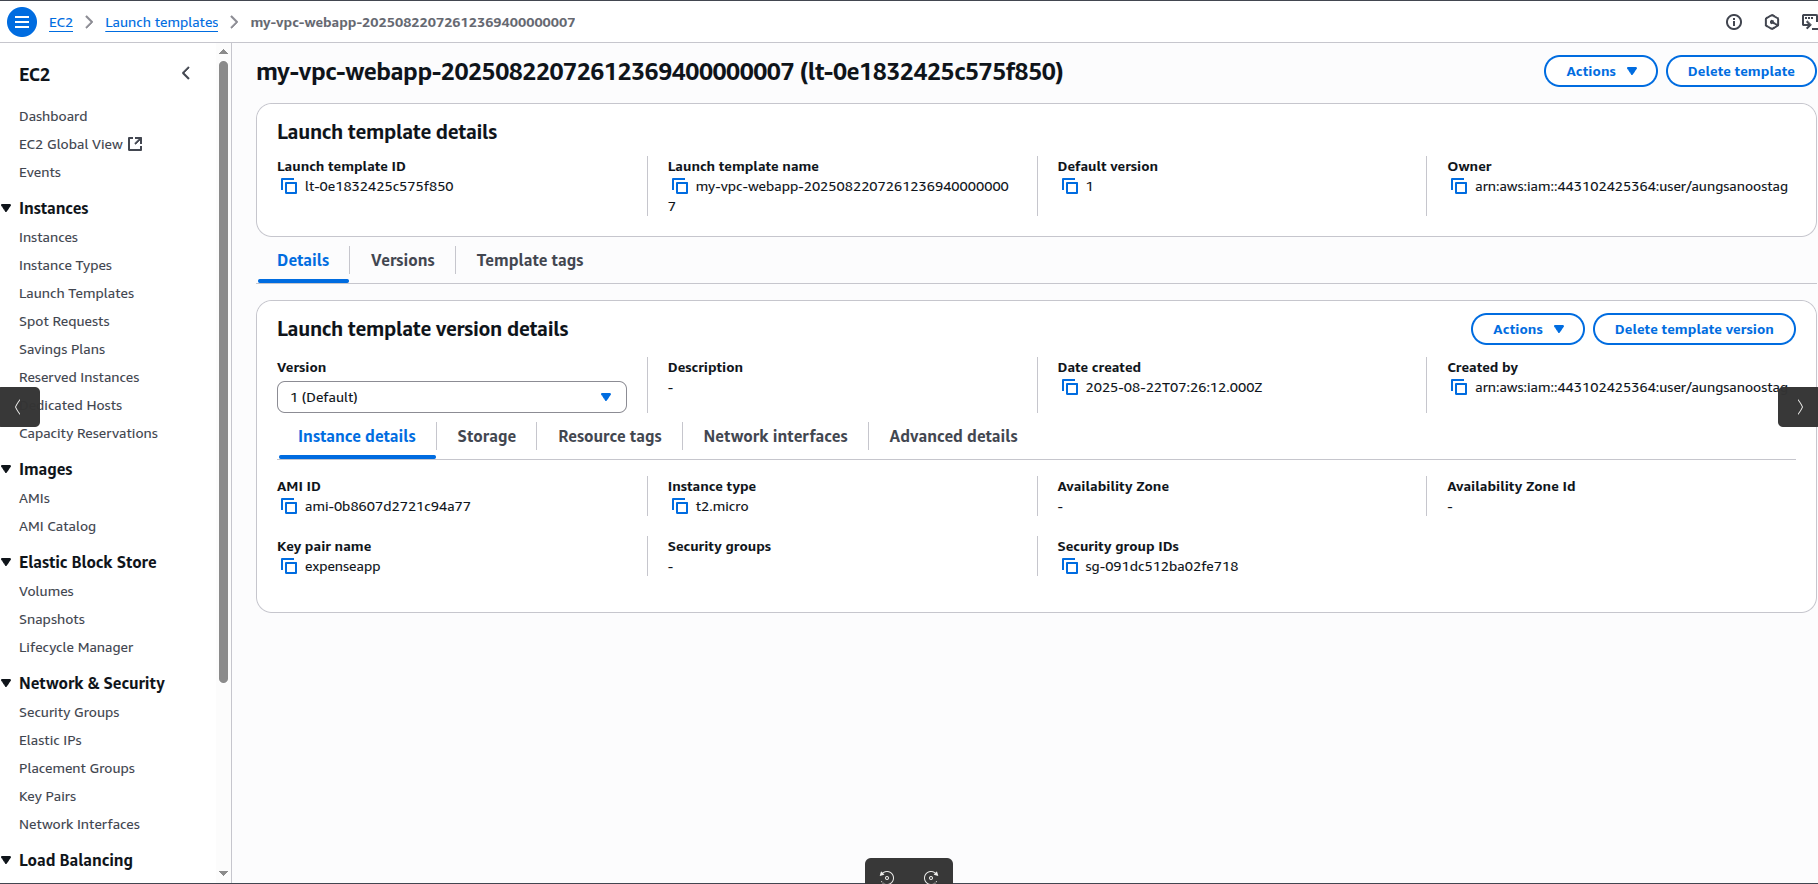 EC2 Launch templates my-vpc-webapp-20250822072612369400000007
EC2
Dashboard
EC2 Global View
Events
Instances
Instances
Instance Types
Launch Templates
Spot Requests
Savings Plans
Reserved Instances
dicated Hosts
Capacity Reservations
Images
AMIs
AMI Catalog
Elastic Block Store
Volumes
Snapshots
Lifecycle Manager
Network & Security
Security Groups
Elastic IPs
Placement Groups
Key Pairs
Network Interfaces
Load Balancing
my-vpc-webapp-20250822072612369400000007 (lt-0e1832425c575f850)
Actions Delete template
Launch template details
Launch template ID
lt-0e1832425c575f850
Launch template name
my-vpc-webapp-2025082207261236940000000
7
Default version
1
Owner
arn:aws:iam::443102425364:user/aungsanoostag
Details Versions Template tags
Launch template version details
Actions Delete template version
Version
1 (Default)
Description
-
Date created
2025-08-22T07:26:12.000Z
Created by
arn:aws:iam::443102425364:user/aungsanoostag
Instance details Storage Resource tags Network interfaces Advanced details
AMI ID
ami-0b8607d2721c94a77
Instance type
t2.micro
Availability Zone
-
Availability Zone Id
-
Key pair name
expenseapp
Security groups
-
Security group IDs
sg-091dc512ba02fe718